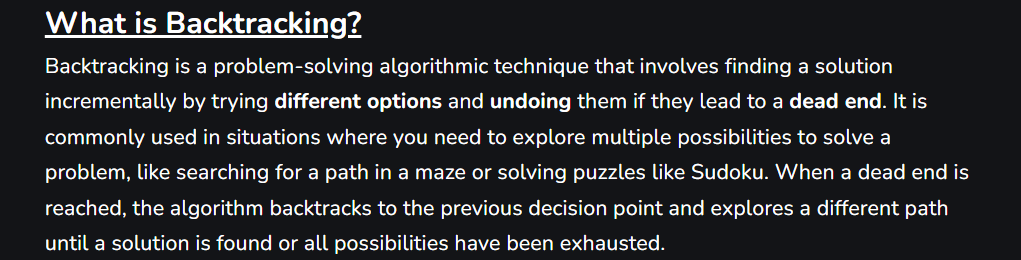 What is Backtracking?
Backtracking is a problem-solving algorithmic technique that involves finding a solution
incrementally by trying different options and undoing them if they lead to a dead end. It is
commonly used in situations where you need to explore multiple possibilities to solve a
problem, like searching for a path in a maze or solving puzzles like Sudoku. When a dead end is
reached, the algorithm backtracks to the previous decision point and explores a different path
until a solution is found or all possibilities have been exhausted.